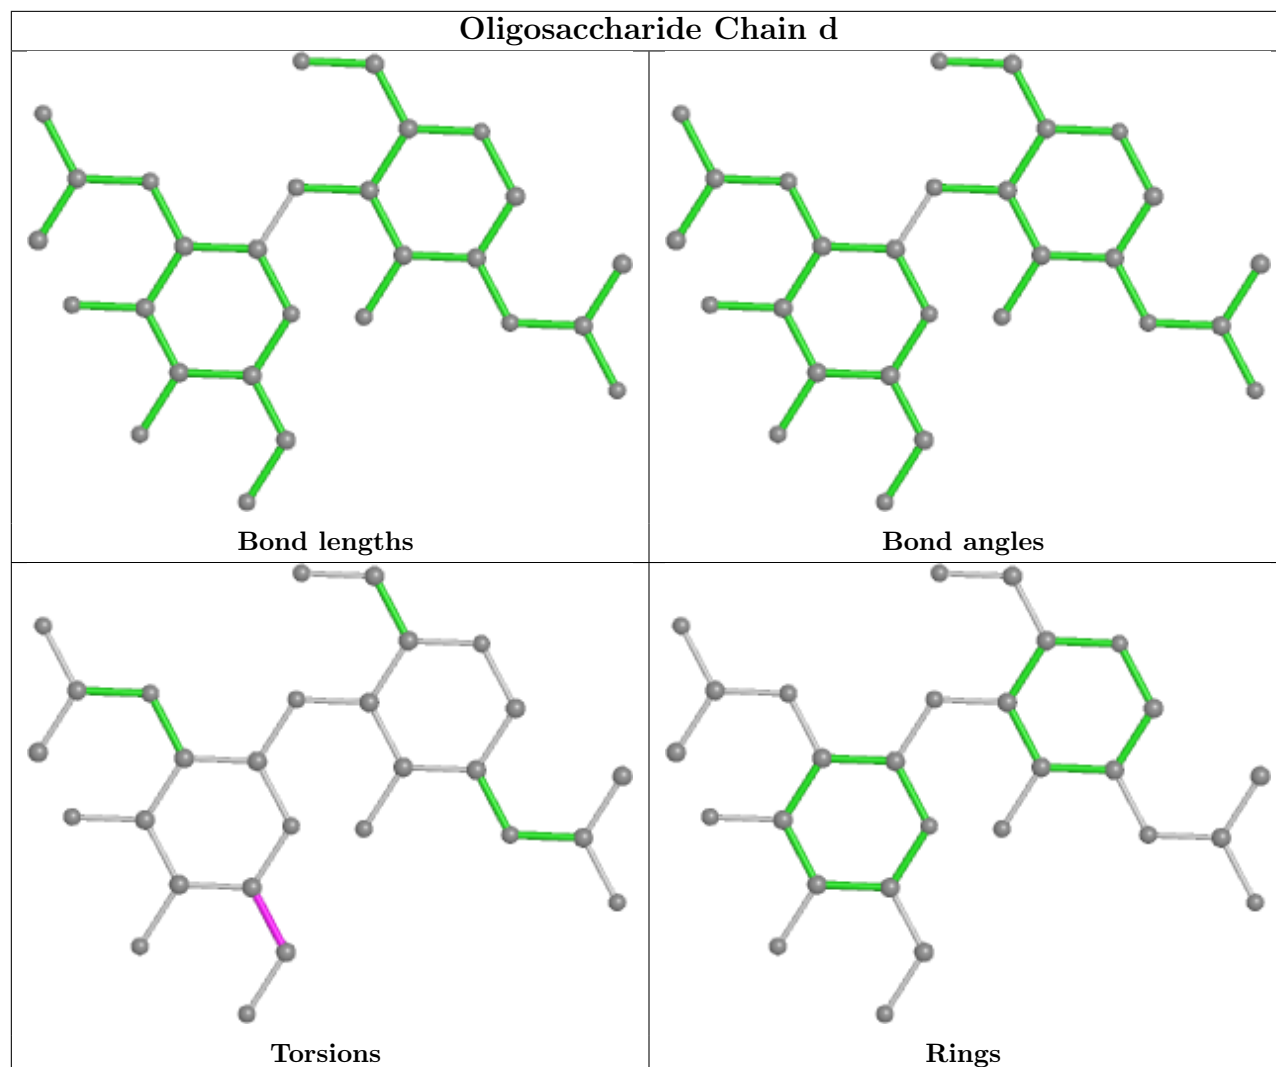 Oligosaccharide Chain d
Bond lengths
Bond angles
Torsions
Rings